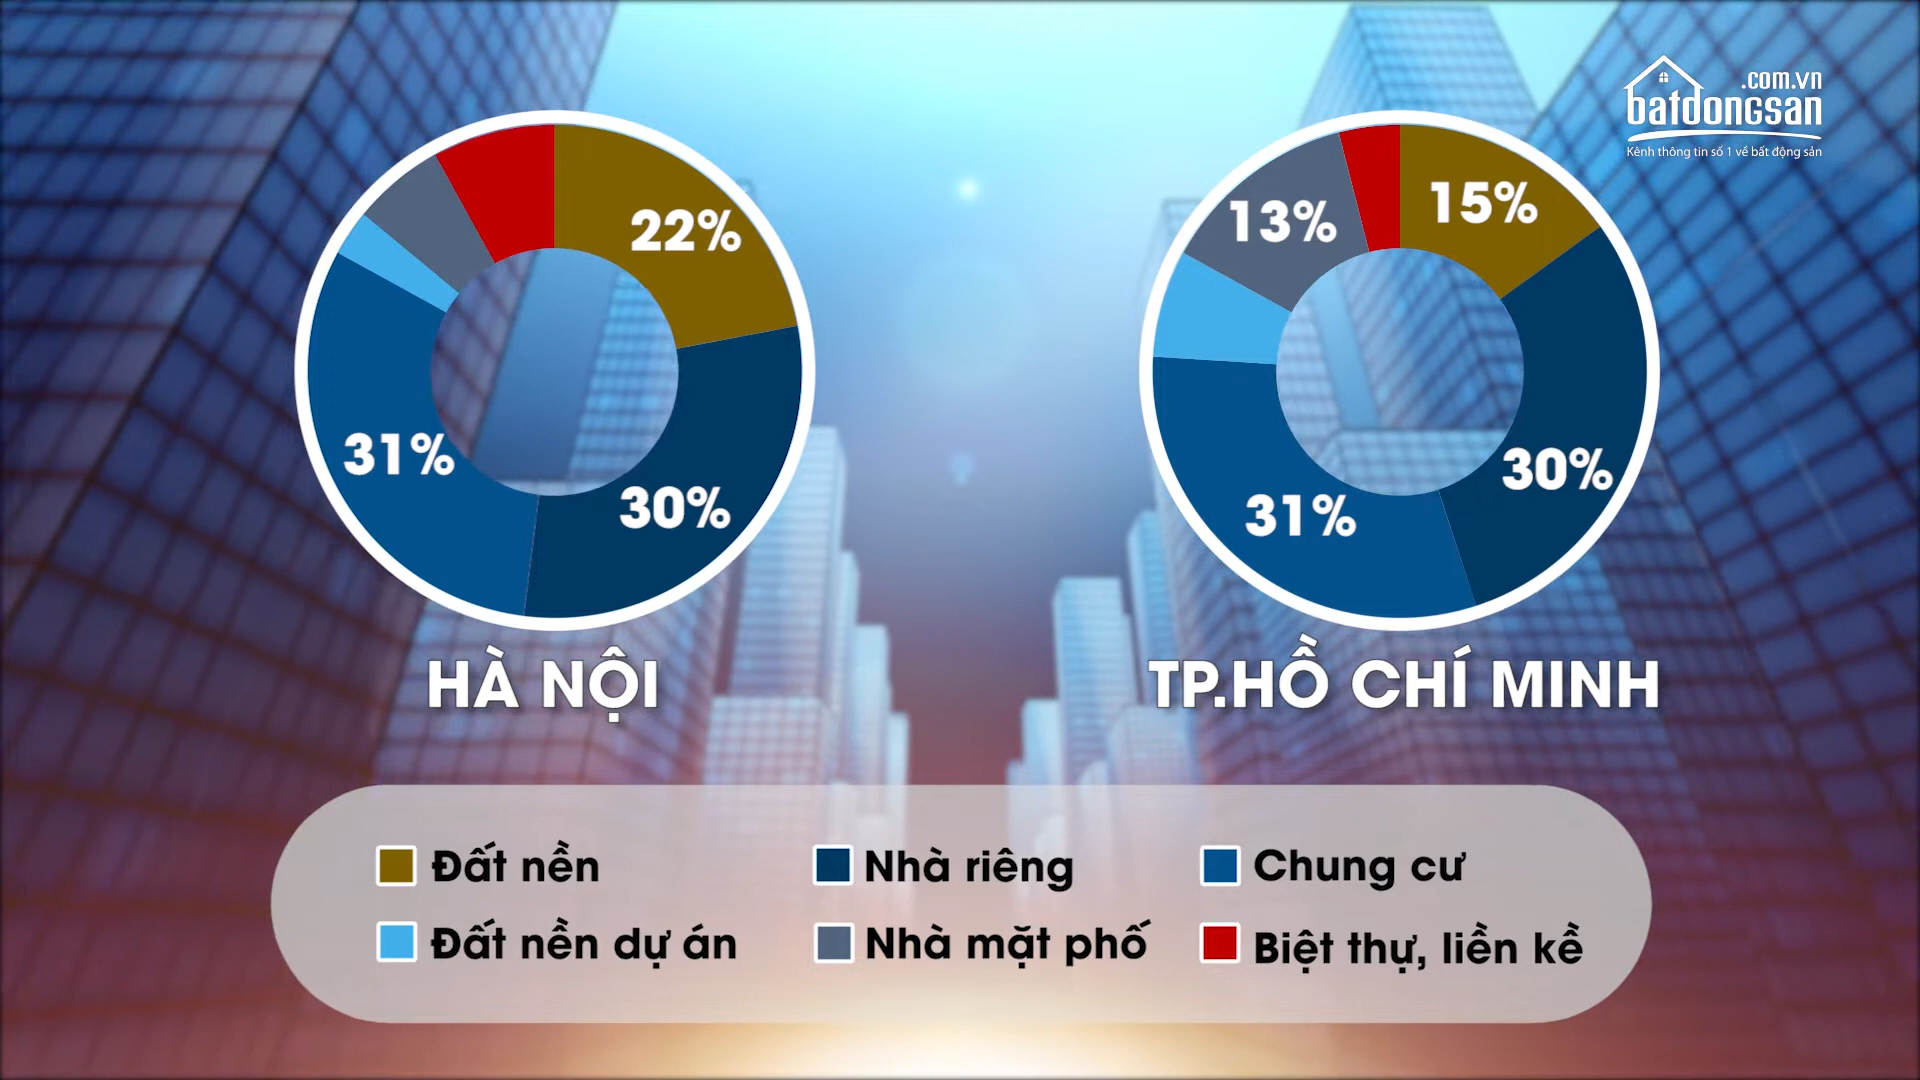 .com.vn
batdongsan
Kênh thông tin số 1 về bất động sản
22%
30%
31%
15%
30%
31%
13%
HÀ NỘI
TP.HỒ CHÍ MINH
Đất nền
Nhà riêng
Chung cư
Đất nền dự án
Nhà mặt phố
Biệt thự, liền kề